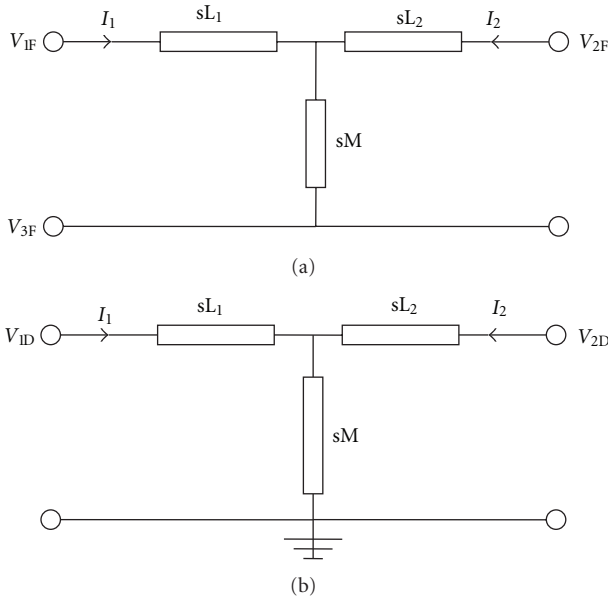 V1F I1 sL1 sL2 I2 V2F
sM
V3F
(a)
V1D I1 sL1 sL2 I2 V2D
sM
(b)